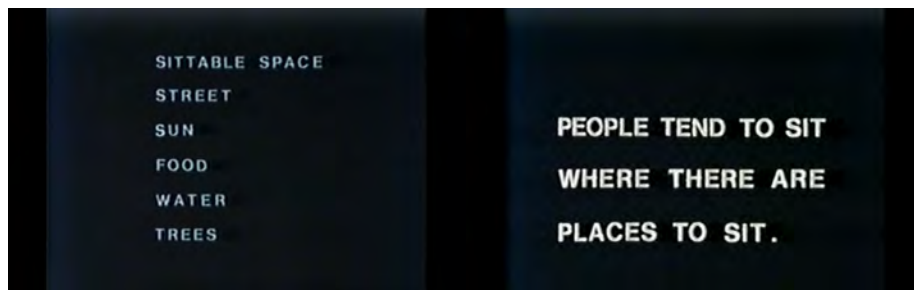 SITTABLE SPACE
STREET
SUN
FOOD
WATER
TREES
PEOPLE TEND TO SIT
WHERE THERE ARE
PLACES TO SIT.